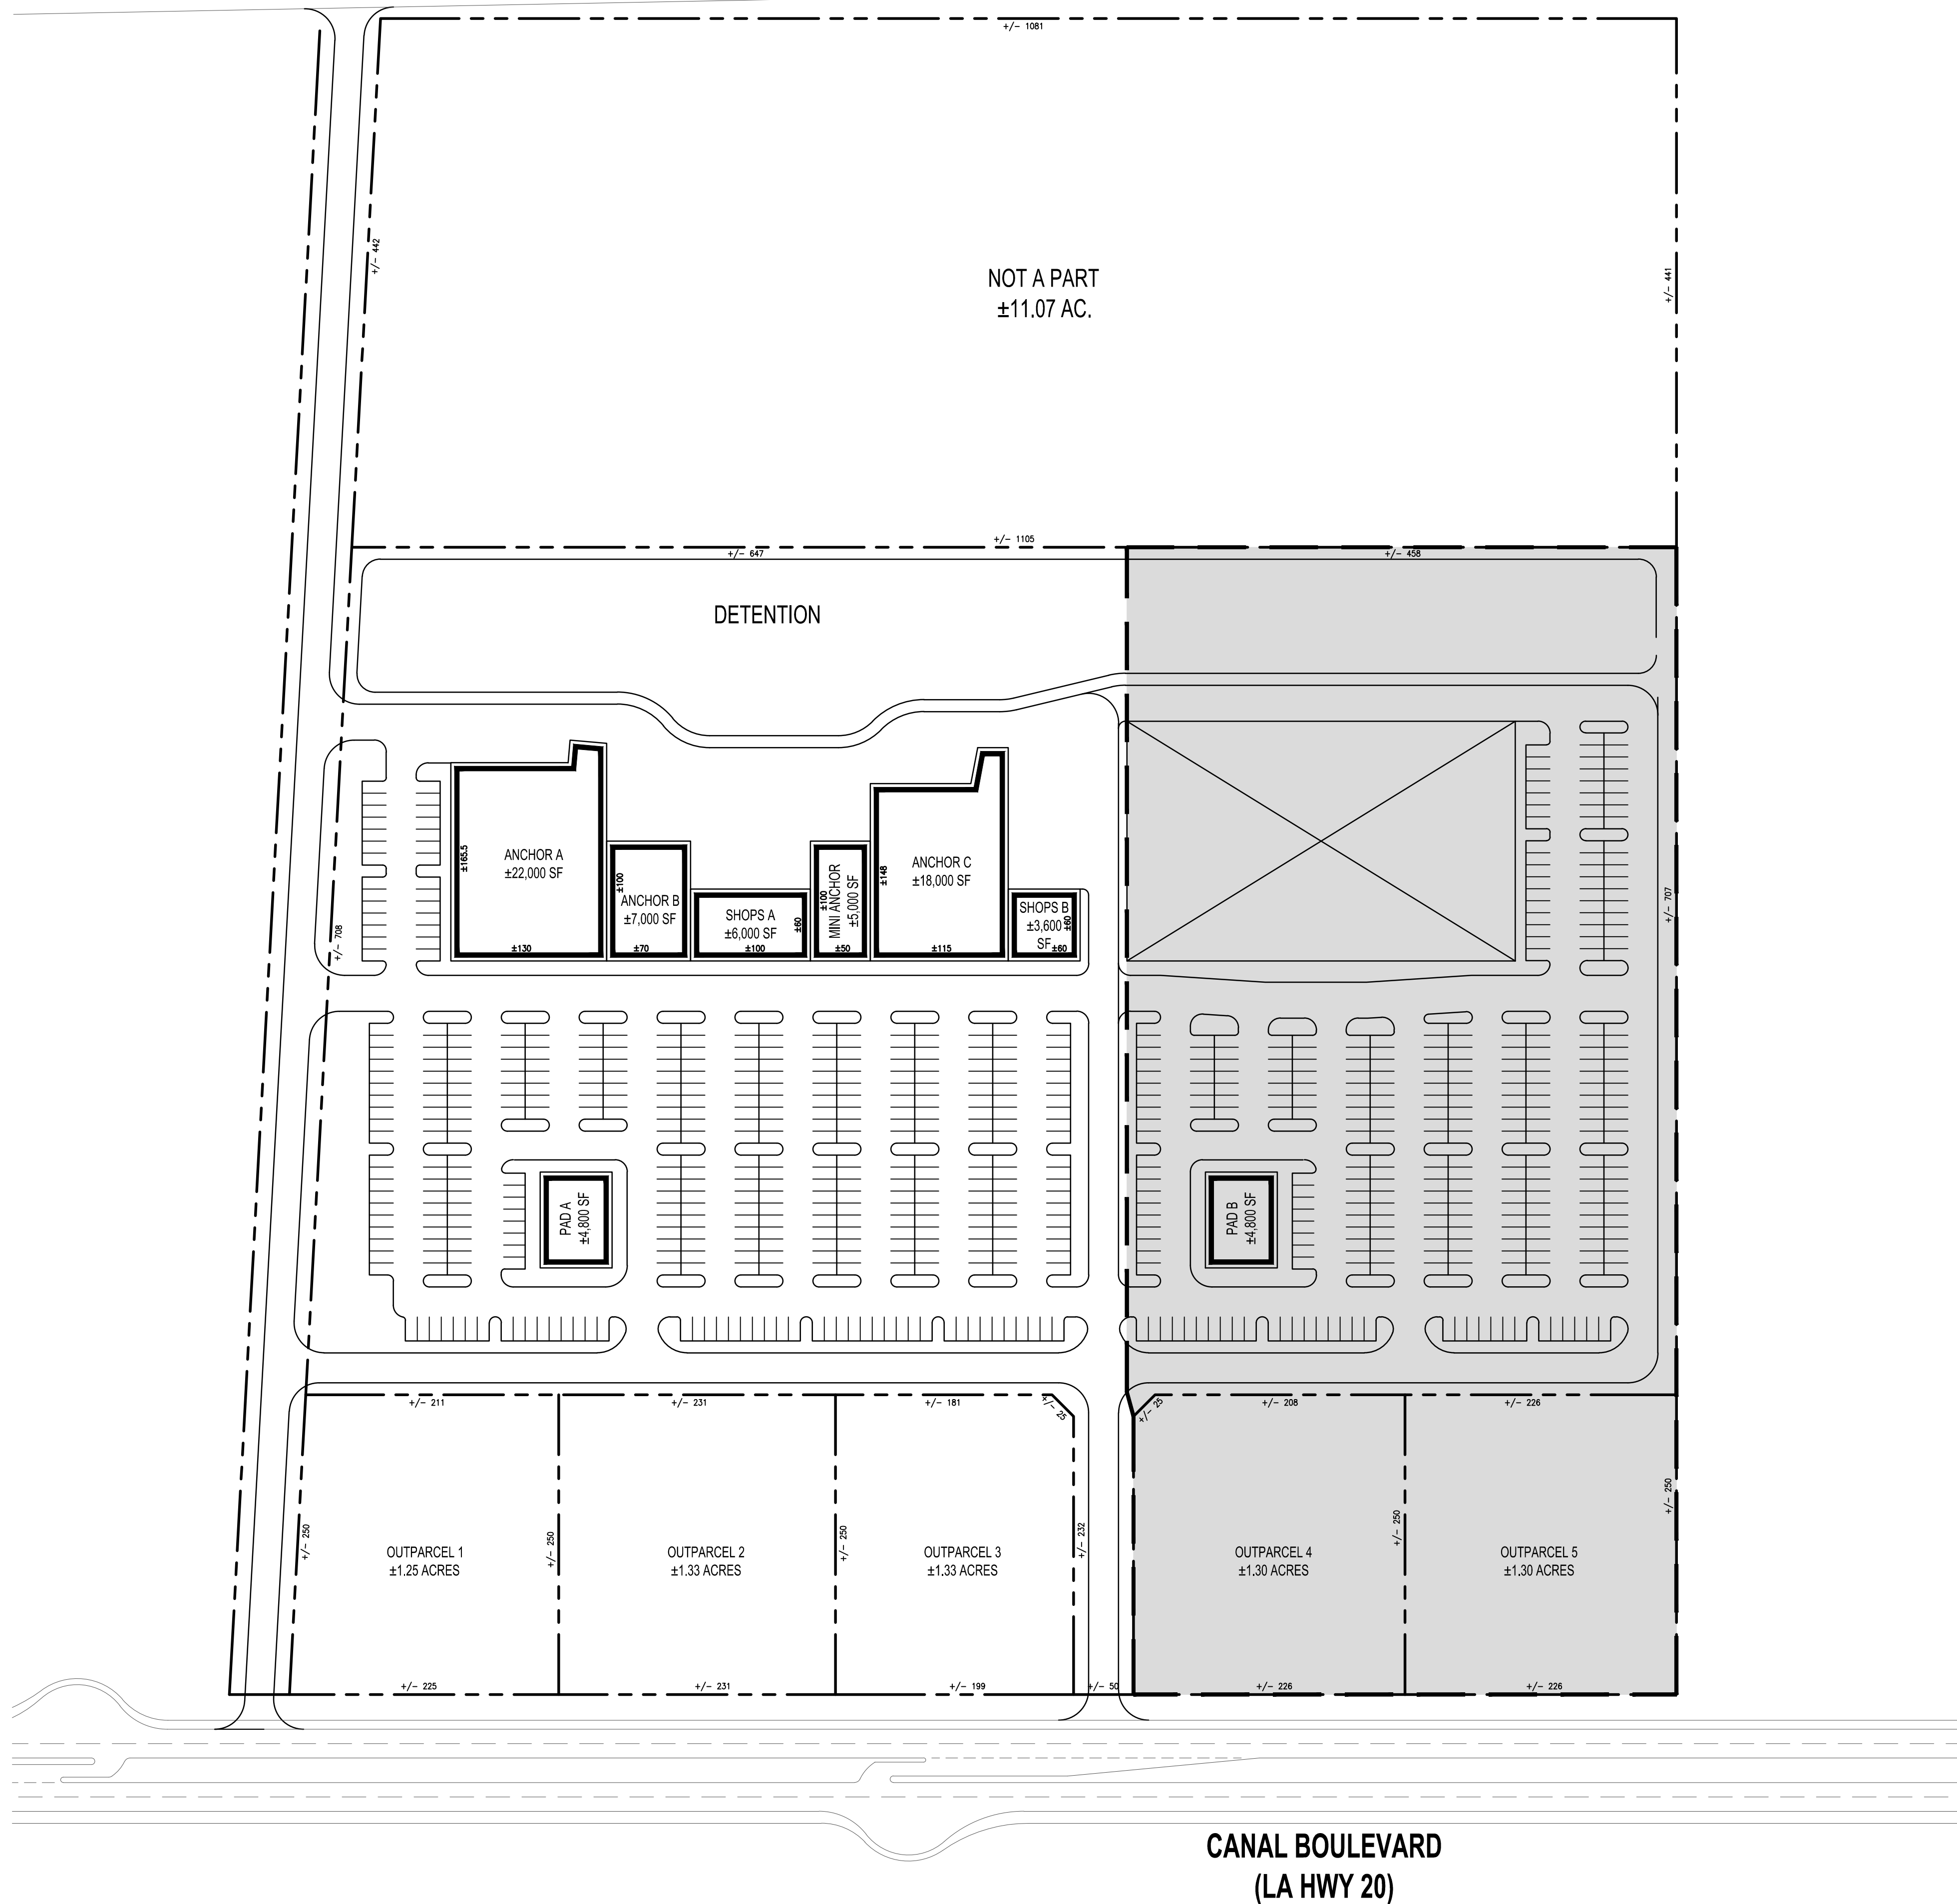 +/- 1081
+/- 442
+/- 441
NOT A PART
±11.07 AC.
+/- 1105
+/- 647
+/- 458
DETENTION
±165.5
ANCHOR A
±22,000 SF
±130
±100
ANCHOR B
±7,000 SF
±70
SHOPS A
±6,000 SF
±60
±100
±100
MINI ANCHOR
±5,000 SF
±50
±148
ANCHOR C
±18,000 SF
±115
SHOPS B
±3,600
SF
±60
±60
+/- 708
+/- 707
PAD A
±4,800 SF
PAD B
±4,800 SF
+/- 211
+/- 231
+/- 181
+/- 25
+/- 25
+/- 208
+/- 226
+/- 250
OUTPARCEL 1
±1.25 ACRES
+/- 250
OUTPARCEL 2
±1.33 ACRES
+/- 250
OUTPARCEL 3
±1.33 ACRES
+/- 232
OUTPARCEL 4
±1.30 ACRES
+/- 250
OUTPARCEL 5
±1.30 ACRES
+/- 250
+/- 225
+/- 231
+/- 199
+/- 50
+/- 226
+/- 226
CANAL BOULEVARD
(LA HWY 20)